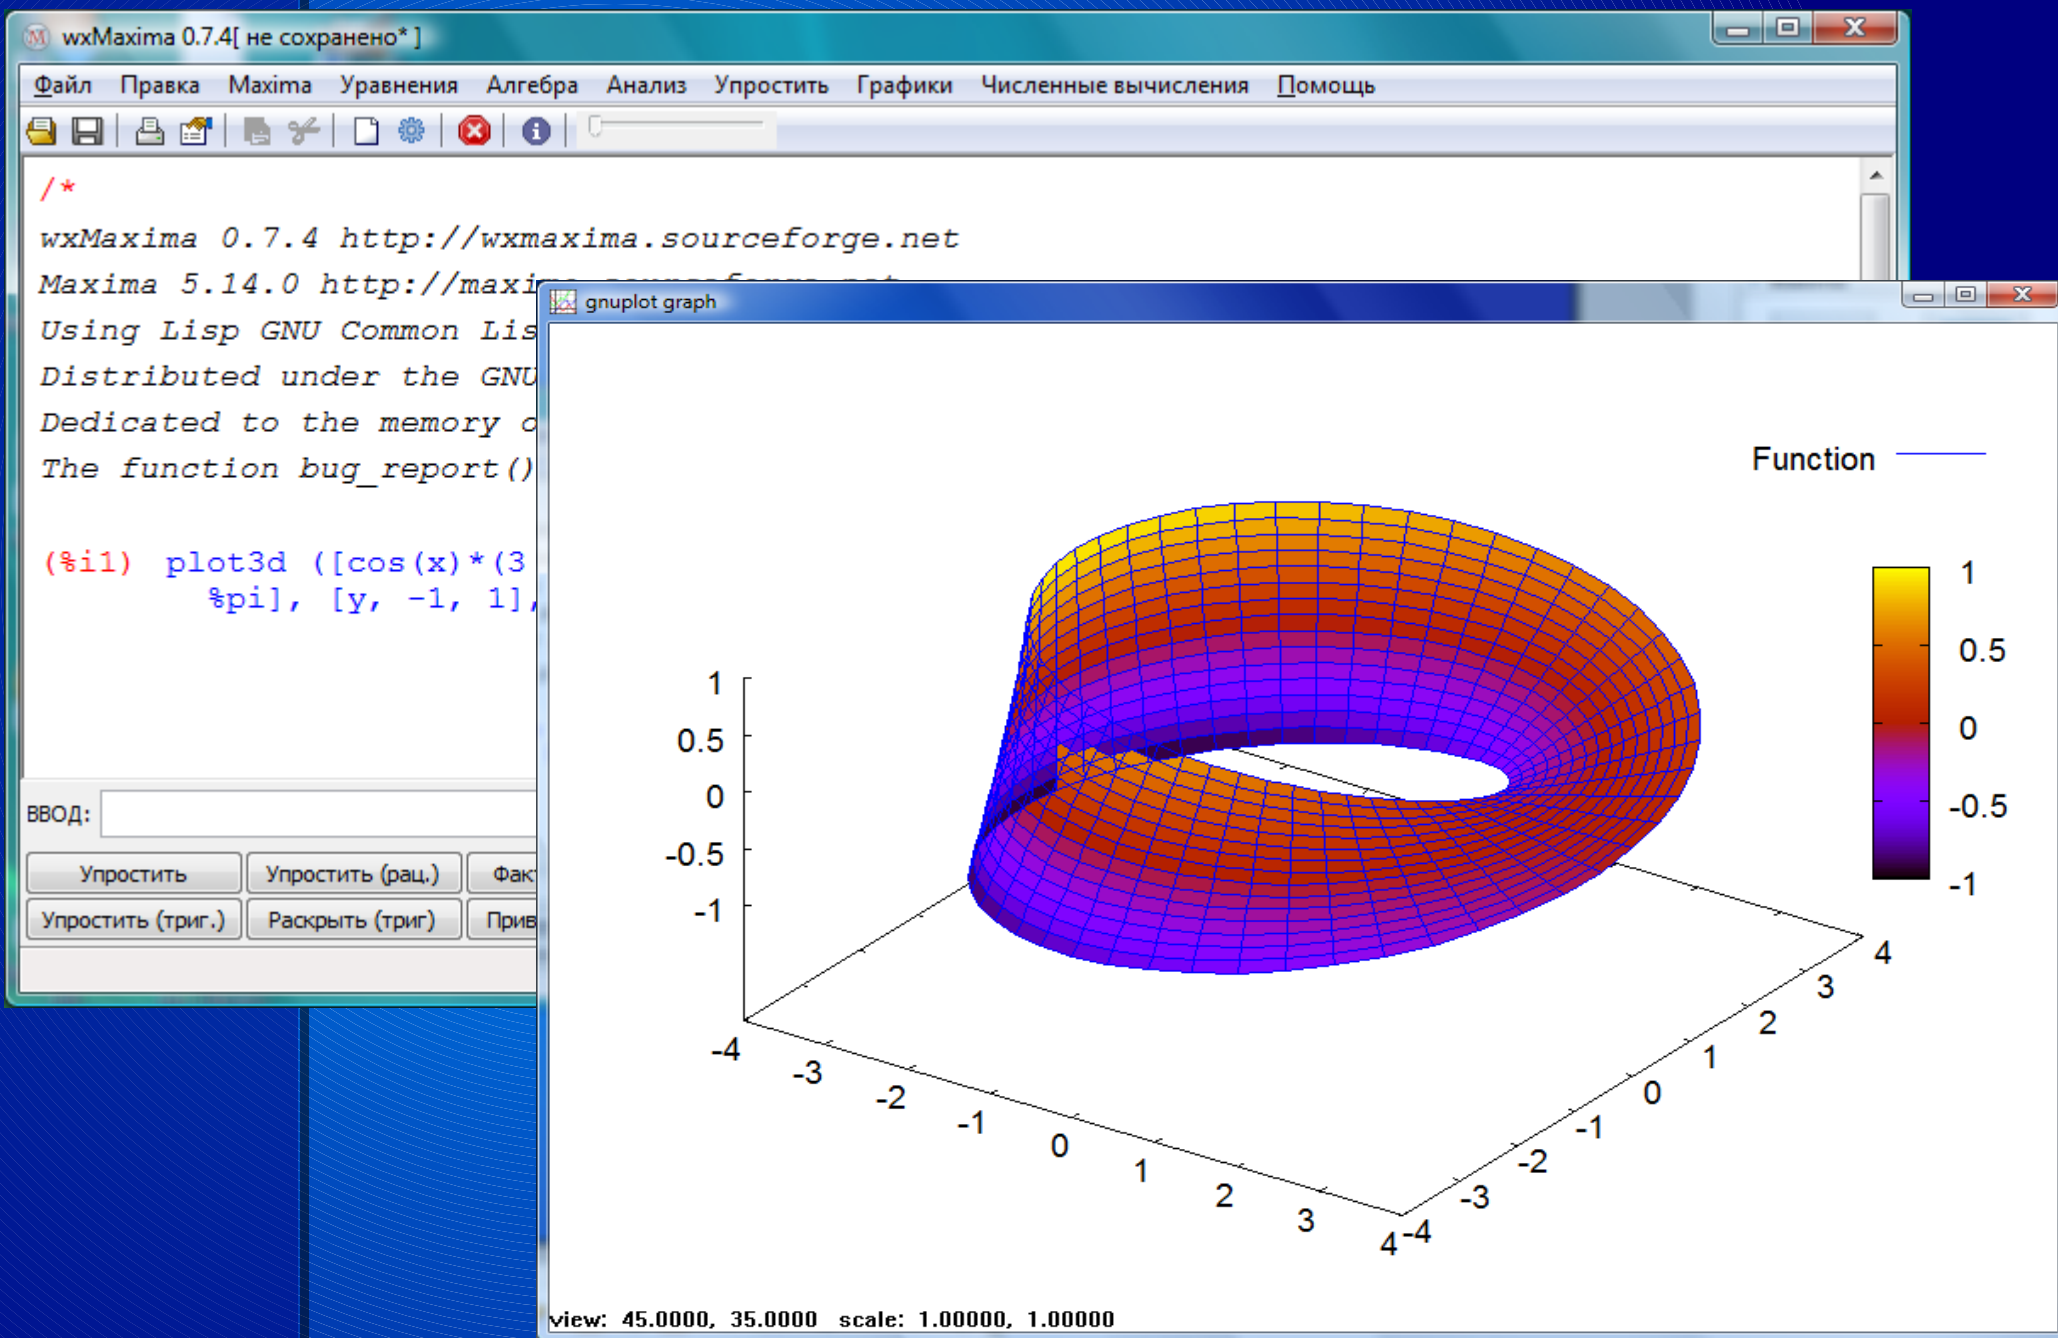 wxMaxima 0.7.4[ не сохранено* ]
Файл Правка Maxima Уравнения Алгебра Анализ Упростить Графики Численные вычисления Помощь
/*
wxMaxima 0.7.4 http://wxmaxima.sourceforge.net
Maxima 5.14.0 http://maxima.sourceforge.net
Using Lisp GNU Common Lis
Distributed under the GNU
Dedicated to the memory
The function bug_report()
(%i1) plot3d ([cos(x)*(3
%pi], [y, -1, 1],
ВВОД:
Упростить Упростить (рац.) Фак
Упростить (триг.) Раскрыть (триг) Прив
gnuplot graph
Function
1
0.5
0
-0.5
-1
1
0.5
0
-0.5
-1
-4 -3 -2 -1 0 1 2 3 4
-4 -3 -2 -1 0 1 2 3 4
view: 45.0000, 35.0000 scale: 1.00000, 1.00000